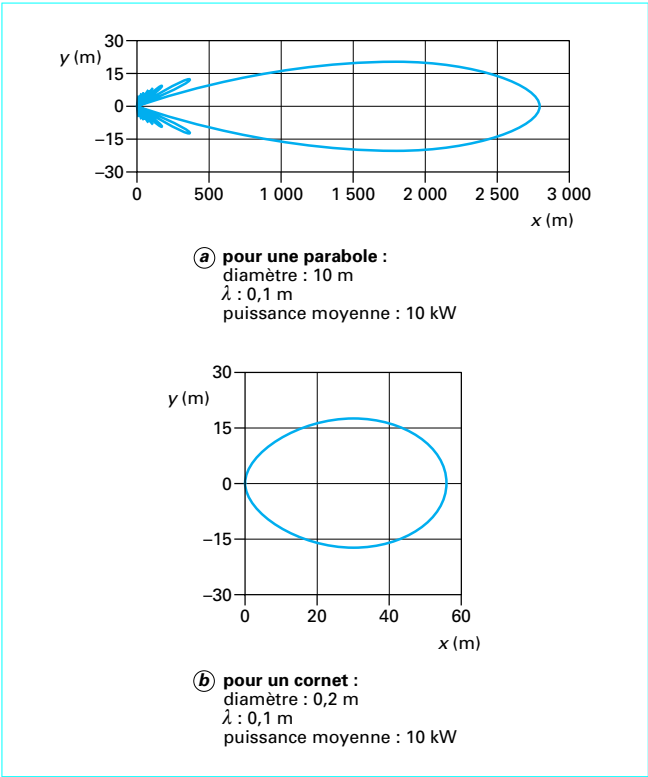 y (m)
30
15
0
–15
–30
0 500 1 000 1 500 2 000 2 500 3 000
x (m)
a pour une parabole :
diamètre : 10 m
λ : 0,1 m
puissance moyenne : 10 kW
y (m)
30
15
0
–15
–30
0 20 40 60
x (m)
b pour un cornet :
diamètre : 0,2 m
λ : 0,1 m
puissance moyenne : 10 kW